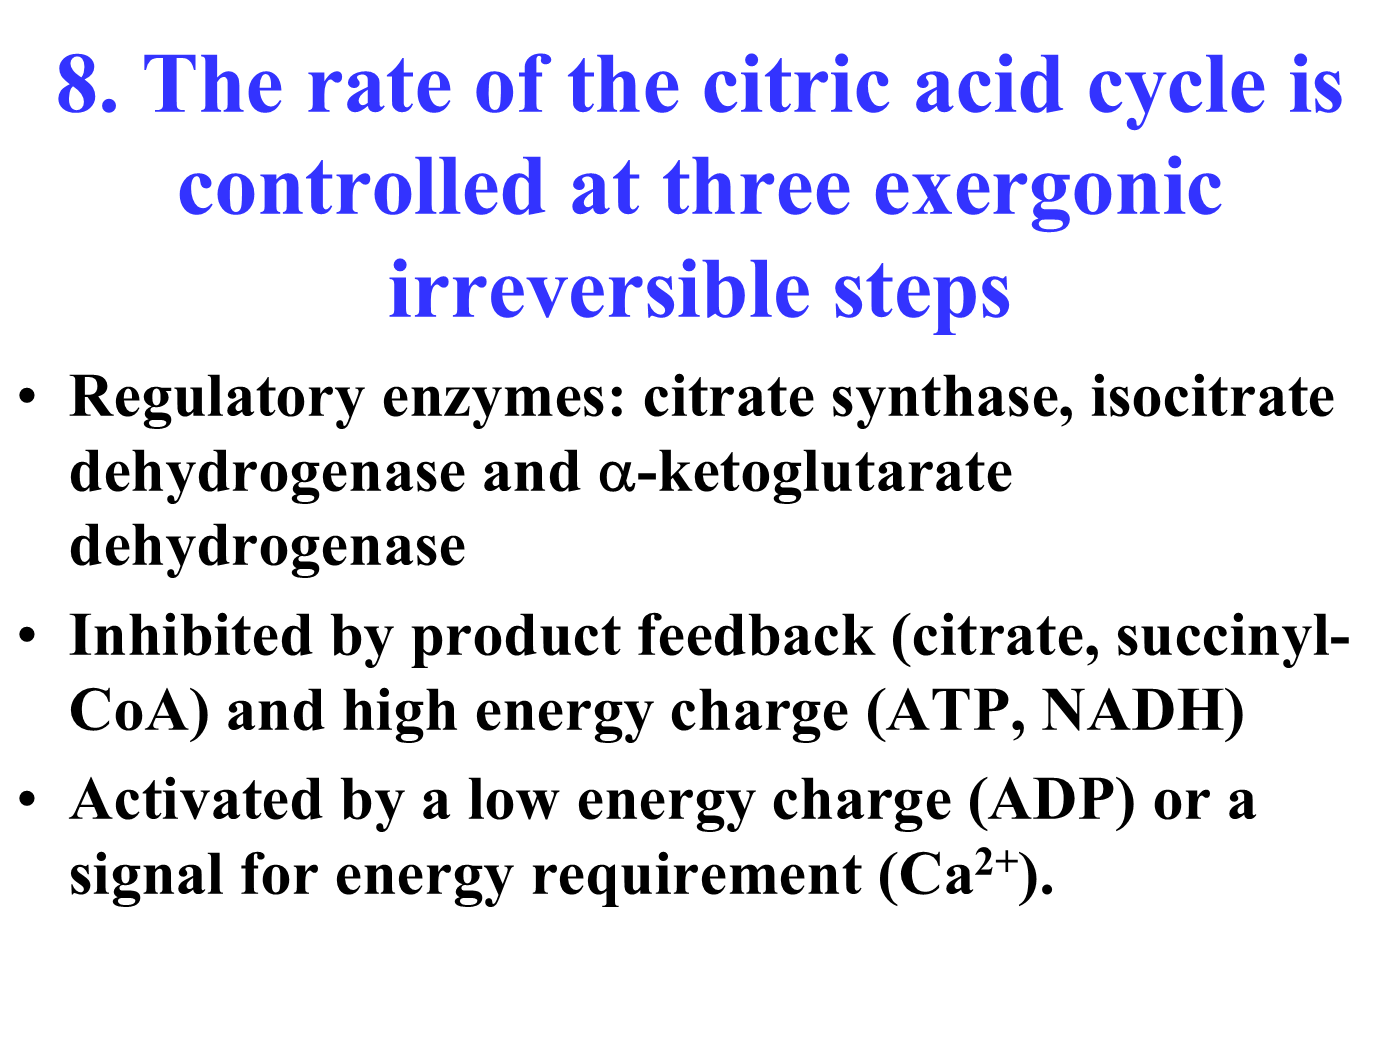 8. The rate of the citric acid cycle is
controlled at three exergonic
irreversible steps
• Regulatory enzymes: citrate synthase, isocitrate
dehydrogenase and α-ketoglutarate
dehydrogenase
• Inhibited by product feedback (citrate, succinyl-
CoA) and high energy charge (ATP, NADH)
• Activated by a low energy charge (ADP) or a
signal for energy requirement (Ca²⁺).